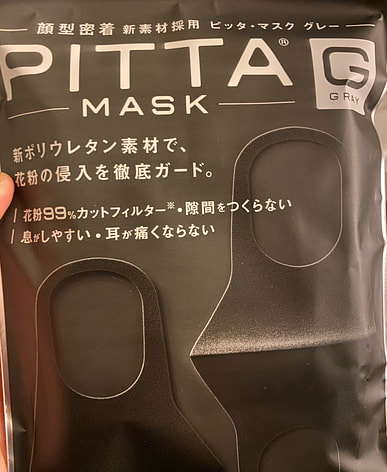 顔型密着 新素材採用 ピッタ・マスク グレー
PITTA®
MASK
G
GRAY
新ポリウレタン素材で、
花粉の侵入を徹底ガード。
花粉99%カットフィルター※・隙間をつくらない
息がしやすい・耳が痛くならない